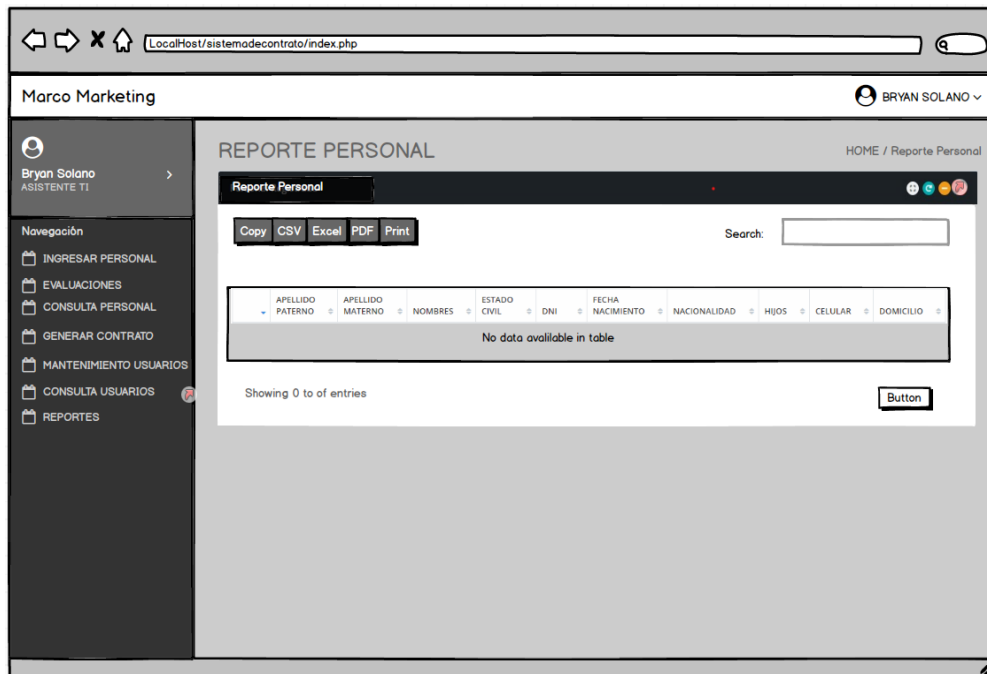 LocalHost/sistemadecontrato/index.php
Marco Marketing
BRYAN SOLANO
Bryan Solano
ASISTENTE TI
Navegación
INGRESAR PERSONAL
EVALUACIONES
CONSULTA PERSONAL
GENERAR CONTRATO
MANTENIMIENTO USUARIOS
CONSULTA USUARIOS
REPORTES
REPORTE PERSONAL
HOME / Reporte Personal
Reporte Personal
Copy CSV Excel PDF Print
Search:
APELLIDO PATERNO
APELLIDO MATERNO
NOMBRES
ESTADO CIVIL
DNI
FECHA NACIMIENTO
NACIONALIDAD
HIJOS
CELULAR
DOMICILIO
No data avalilable in table
Showing 0 to of entries
Button